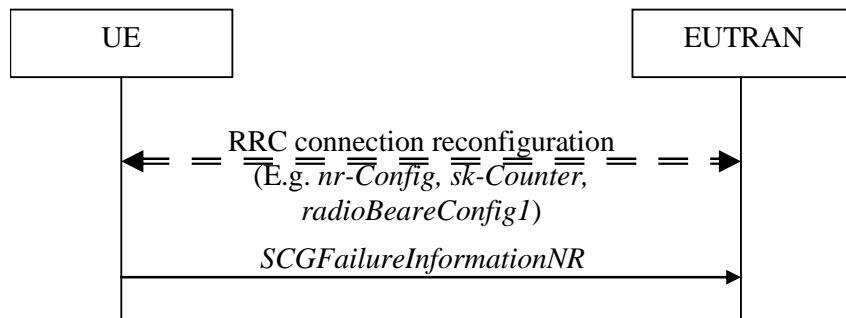 UE
EUTRAN
RRC connection reconfiguration
(E.g. nr-Config, sk-Counter,
radioBeareConfig1)
SCGFailureInformationNR